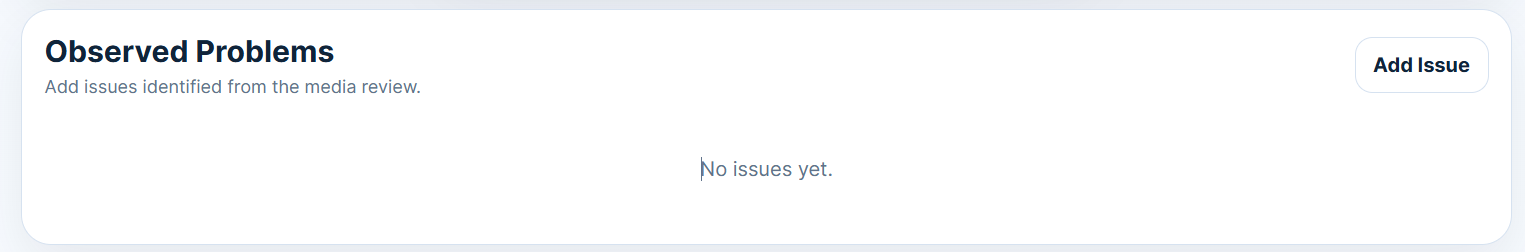 Observed Problems
Add issues identified from the media review.
Add Issue
No issues yet.